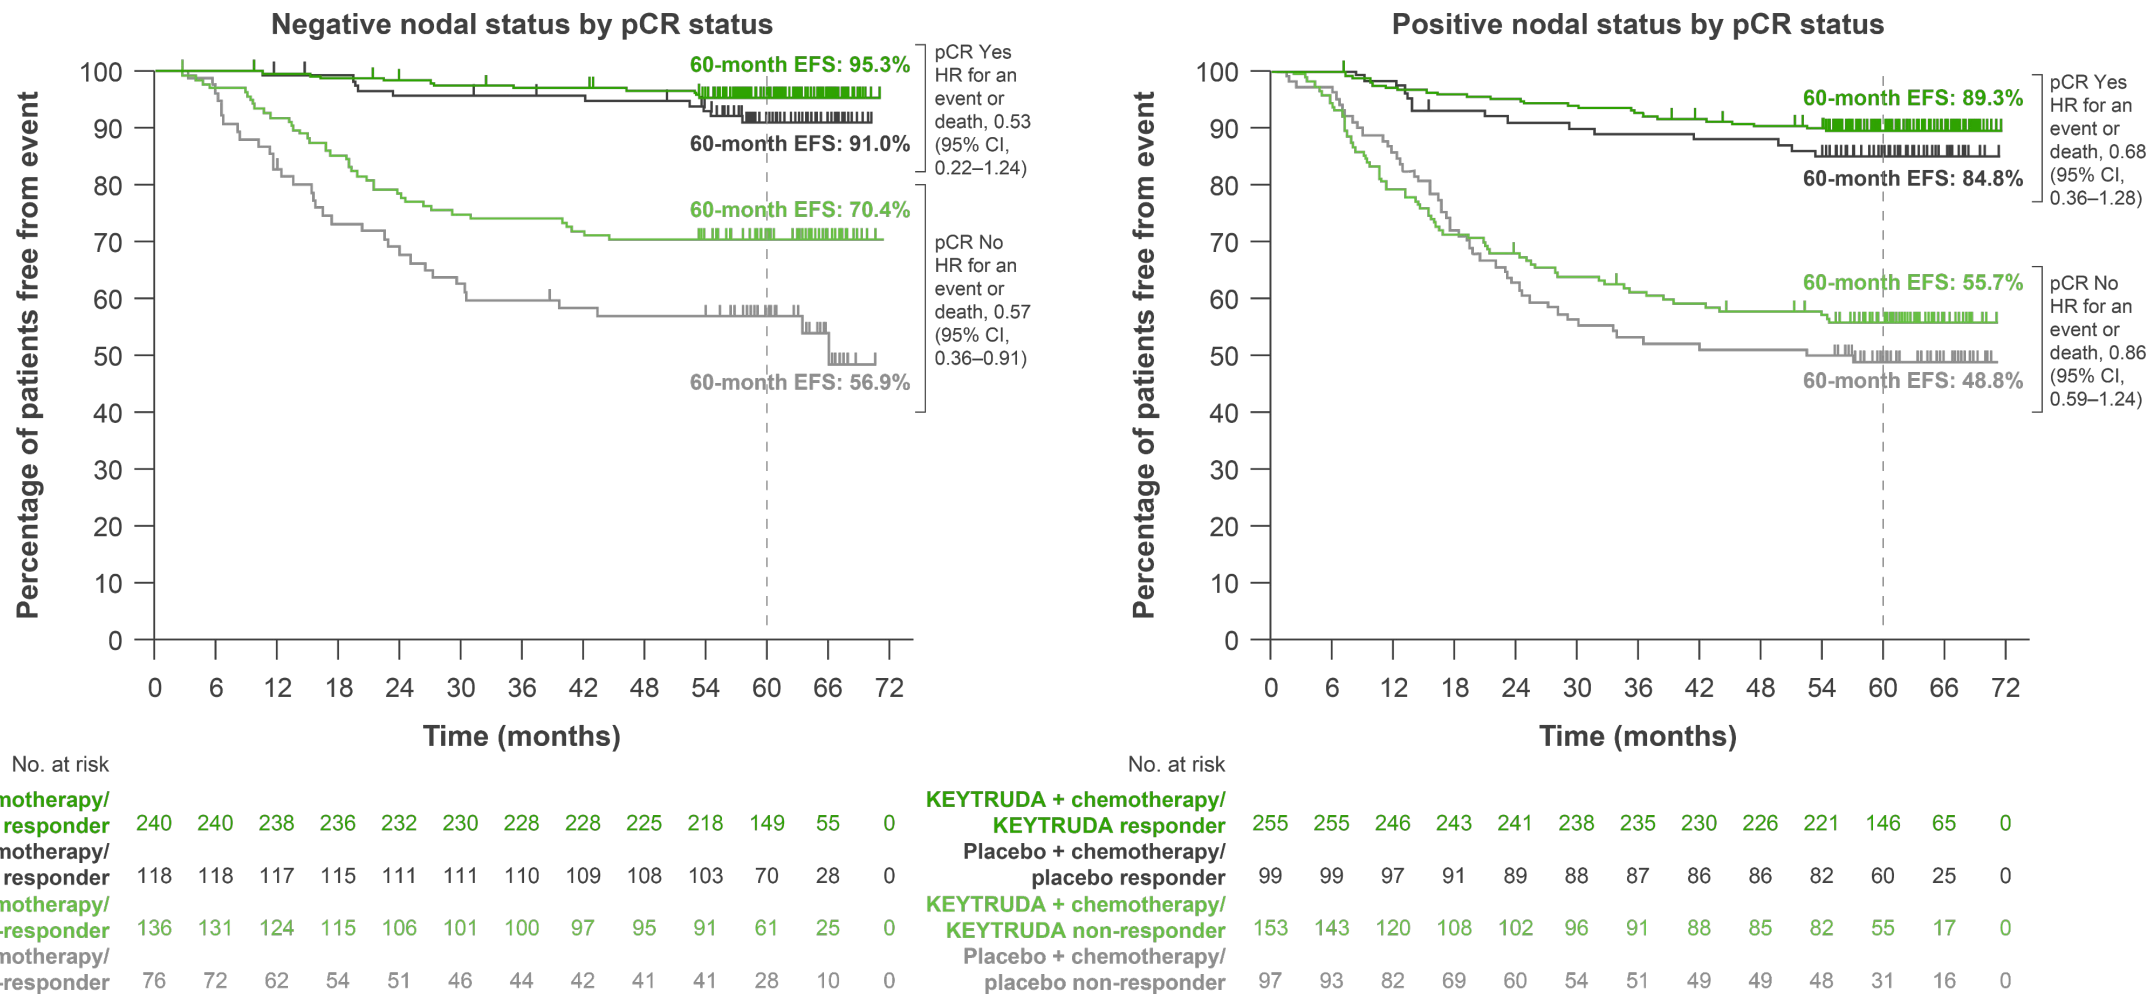 Negative nodal status by pCR status
Percentage of patients free from event
100
90
80
70
60
50
40
30
20
10
0
60-month EFS: 95.3%
60-month EFS: 91.0%
60-month EFS: 70.4%
60-month EFS: 56.9%
pCR Yes
HR for an
event or
death, 0.53
(95% CI,
0.22–1.24)
pCR No
HR for an
event or
death, 0.57
(95% CI,
0.36–0.91)
0 6 12 18 24 30 36 42 48 54 60 66 72
Time (months)
No. at risk
motherapy/
responder 240 240 238 236 232 230 228 228 225 218 149 55 0
motherapy/
responder 118 118 117 115 111 111 110 109 108 103 70 28 0
motherapy/
-responder 136 131 124 115 106 101 100 97 95 91 61 25 0
motherapy/
-responder 76 72 62 54 51 46 44 42 41 41 28 10 0
Positive nodal status by pCR status
Percentage of patients free from event
100
90
80
70
60
50
40
30
20
10
0
60-month EFS: 89.3%
60-month EFS: 84.8%
60-month EFS: 55.7%
60-month EFS: 48.8%
pCR Yes
HR for an
event or
death, 0.68
(95% CI,
0.36–1.28)
pCR No
HR for an
event or
death, 0.86
(95% CI,
0.59–1.24)
0 6 12 18 24 30 36 42 48 54 60 66 72
Time (months)
No. at risk
KEYTRUDA + chemotherapy/
KEYTRUDA responder 255 255 246 243 241 238 235 230 226 221 146 65 0
Placebo + chemotherapy/
placebo responder 99 99 97 91 89 88 87 86 86 82 60 25 0
KEYTRUDA + chemotherapy/
KEYTRUDA non-responder 153 143 120 108 102 96 91 88 85 82 55 17 0
Placebo + chemotherapy/
placebo non-responder 97 93 82 69 60 54 51 49 49 48 31 16 0